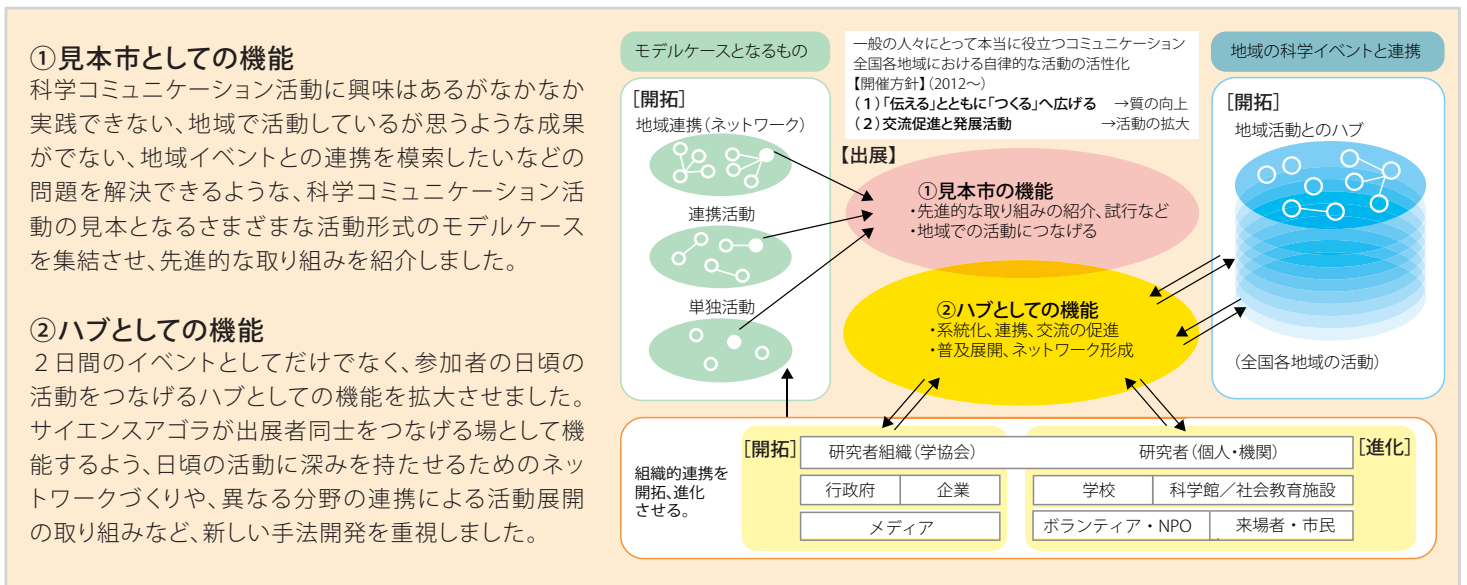 ①見本市としての機能
科学コミュニケーション活動に興味はあるがなかなか
実践できない、地域で活動しているが思うような成果
がでない、地域イベントとの連携を模索したいなどの
問題を解決できるような、科学コミュニケーション活
動の見本となるさまざまな活動形式のモデルケース
を集結させ、先進的な取り組みを紹介しました。
②ハブとしての機能
２日間のイベントとしてだけでなく、参加者の日頃の
活動をつなげるハブとしての機能を拡大させました。
サイエンスアゴラが出展者同士をつなげる場として機
能するよう、日頃の活動に深みを持たせるためのネッ
トワークづくりや、異なる分野の連携による活動展開
の取り組みなど、新しい手法開発を重視しました。
モデルケースとなるもの
[開拓]
地域連携（ネットワーク）
連携活動
単独活動
一般の人々にとって本当に役立つコミュニケーション
全国各地域における自律的な活動の活性化
【開催方針】（2012～）
（１）「伝える」とともに「つくる」へ広げる　→質の向上
（２）交流促進と発展活動　→活動の拡大
【出展】
①見本市の機能
・先進的な取り組みの紹介、試行など
・地域での活動につなげる
②ハブとしての機能
・系統化、連携、交流の促進
・普及展開、ネットワーク形成
地域の科学イベントと連携
[開拓]
地域活動とのハブ
（全国各地域の活動）
組織的連携を
開拓、進化
させる。
[開拓]
研究者組織（学協会）
研究者（個人・機関）
[進化]
行政府
企業
学校
科学館／社会教育施設
メディア
ボランティア・NPO
来場者・市民